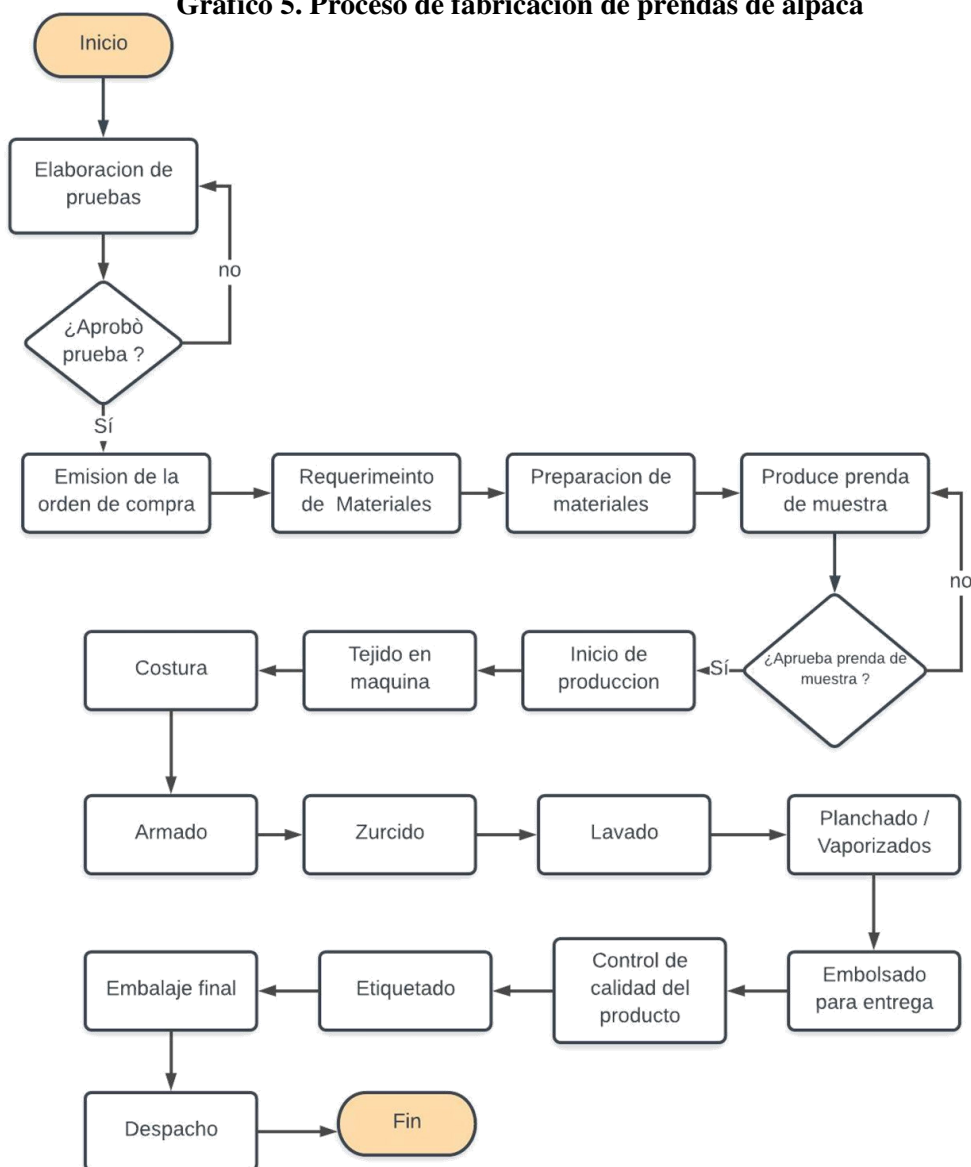 Gráfico 5. Proceso de fabricación de prendas de alpaca
Inicio
Elaboracion de
pruebas
no
¿Aprobò
prueba ?
Sí
Emision de la
orden de compra
Requerimeinto
de Materiales
Preparacion de
materiales
Produce prenda
de muestra
no
¿Aprueba prenda de
muestra ?
Sí
Inicio de
produccion
Tejido en
maquina
Costura
Armado
Zurcido
Lavado
Planchado /
Vaporizados
Embolsado
para entrega
Control de
calidad del
producto
Etiquetado
Embalaje final
Despacho
Fin